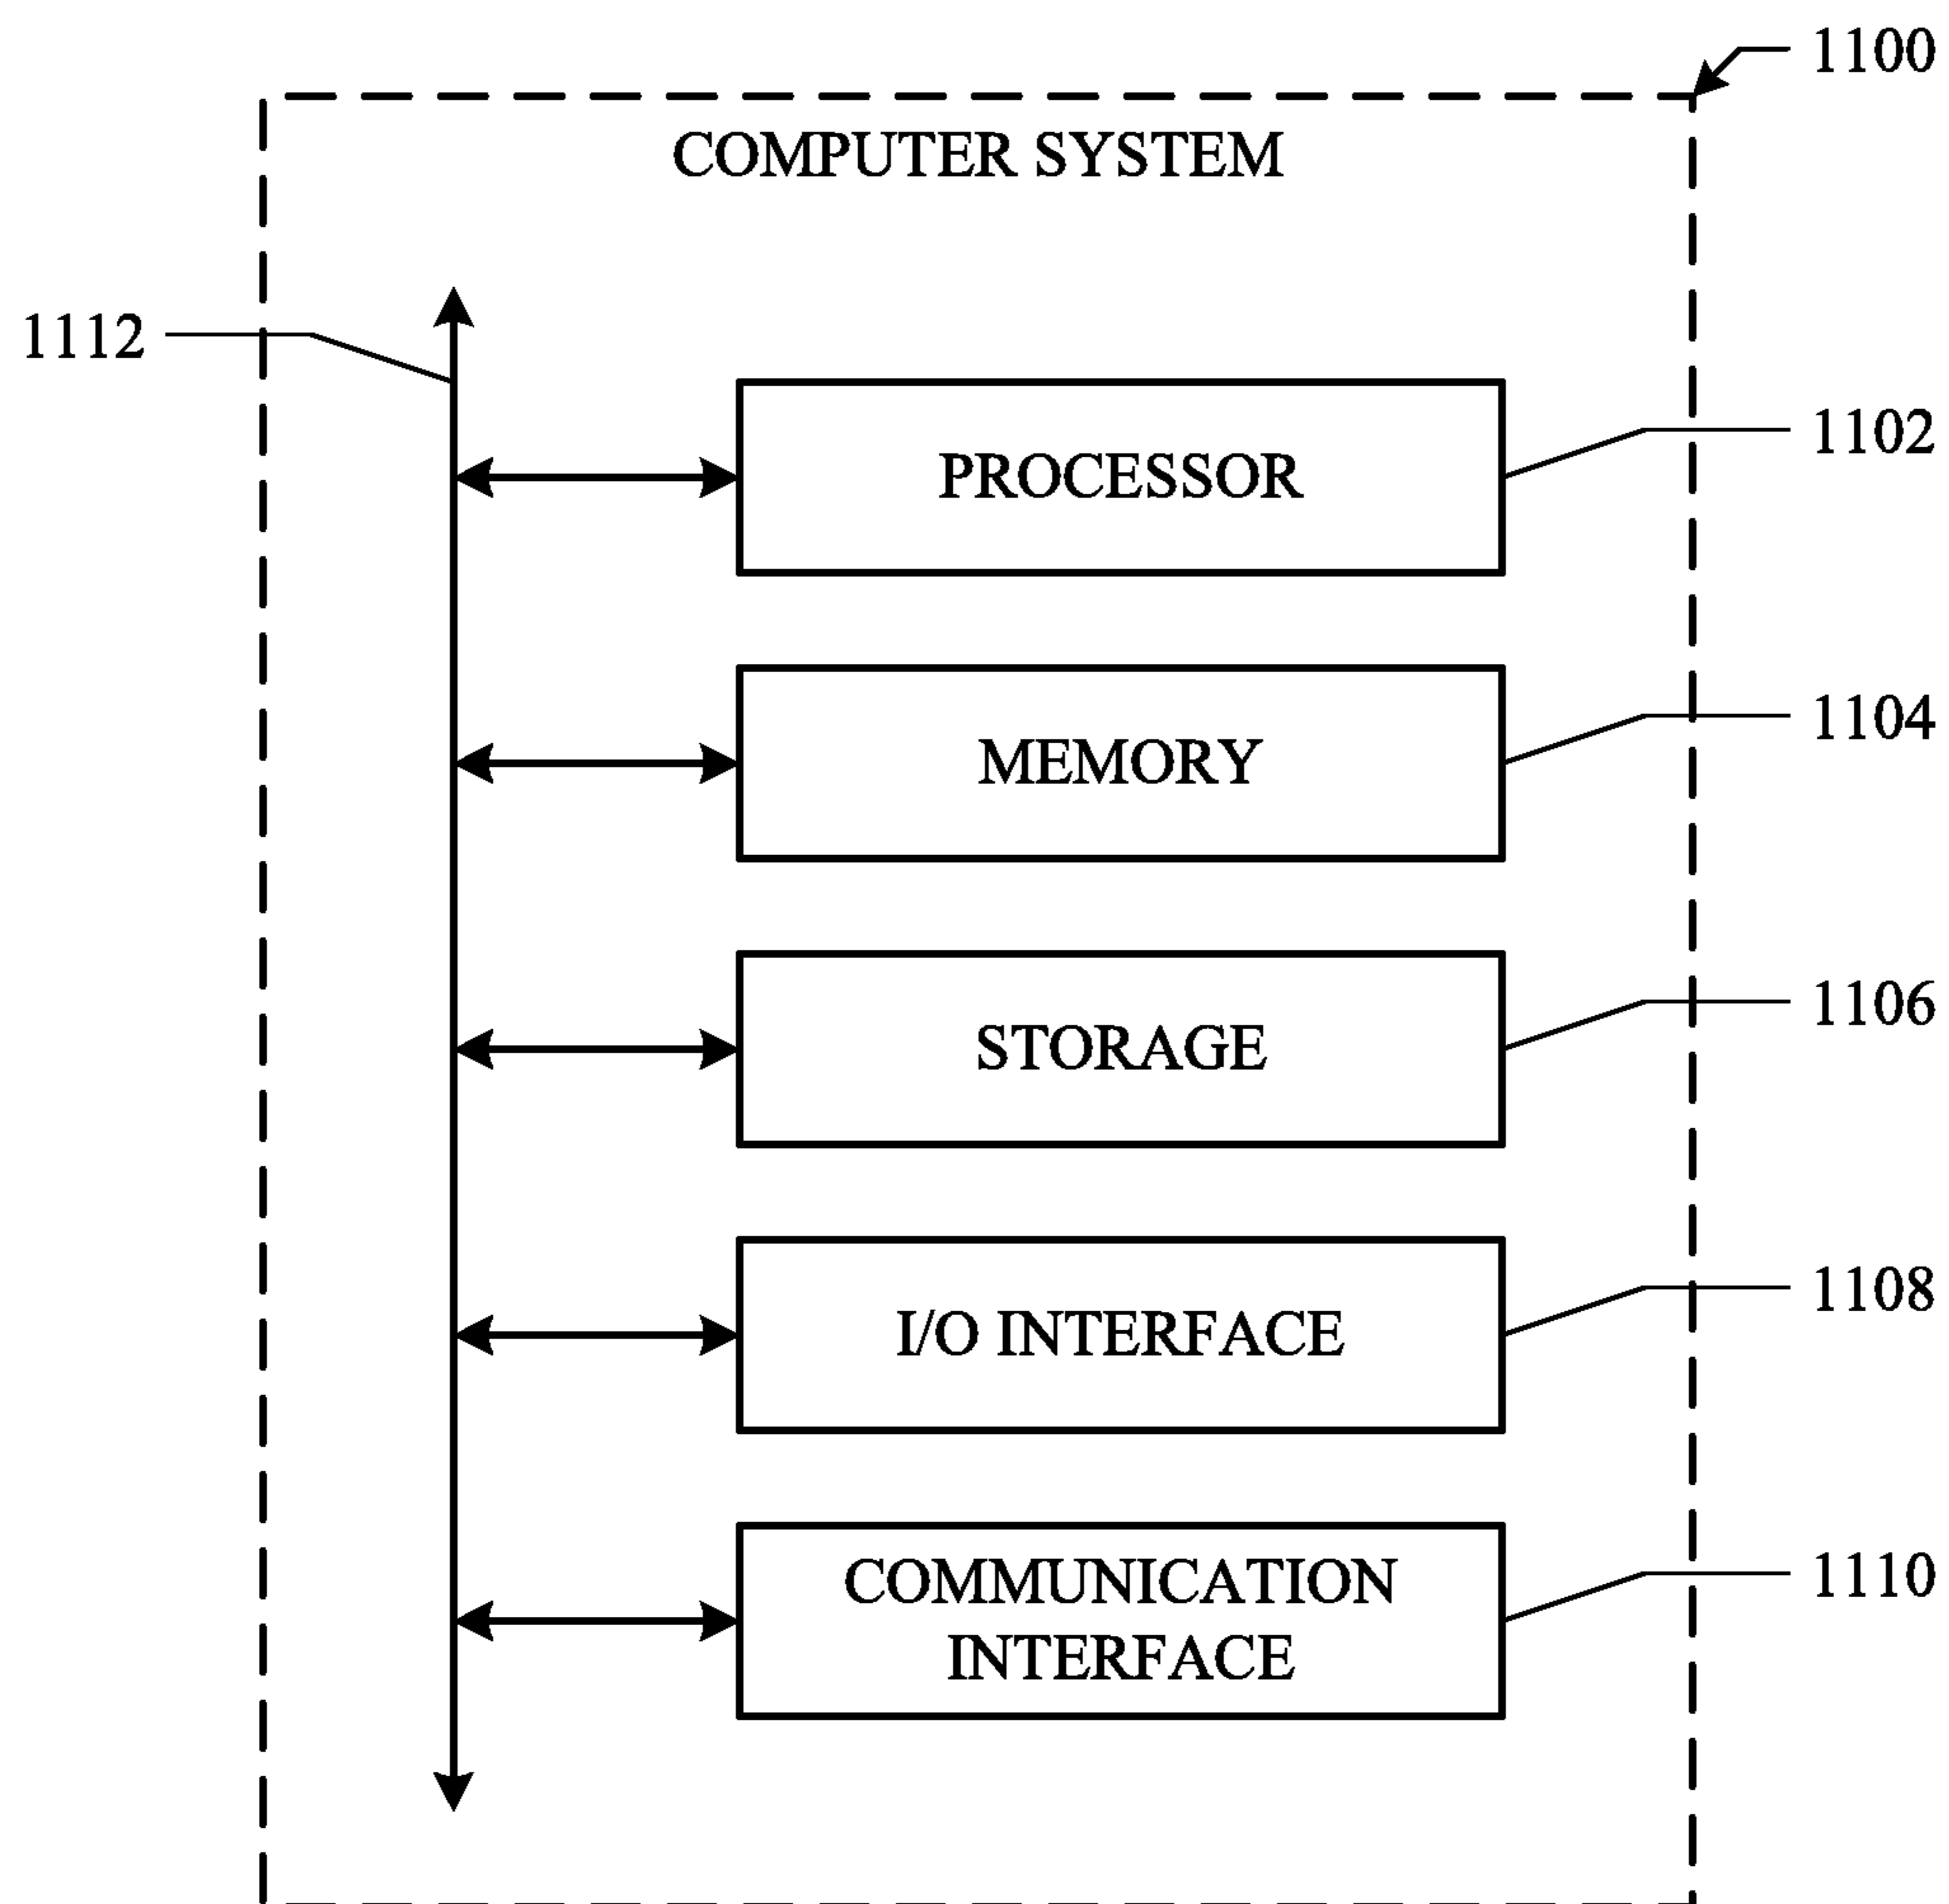 1100
COMPUTER SYSTEM
1112
PROCESSOR
1102
MEMORY
1104
STORAGE
1106
I/O INTERFACE
1108
COMMUNICATION
INTERFACE
1110